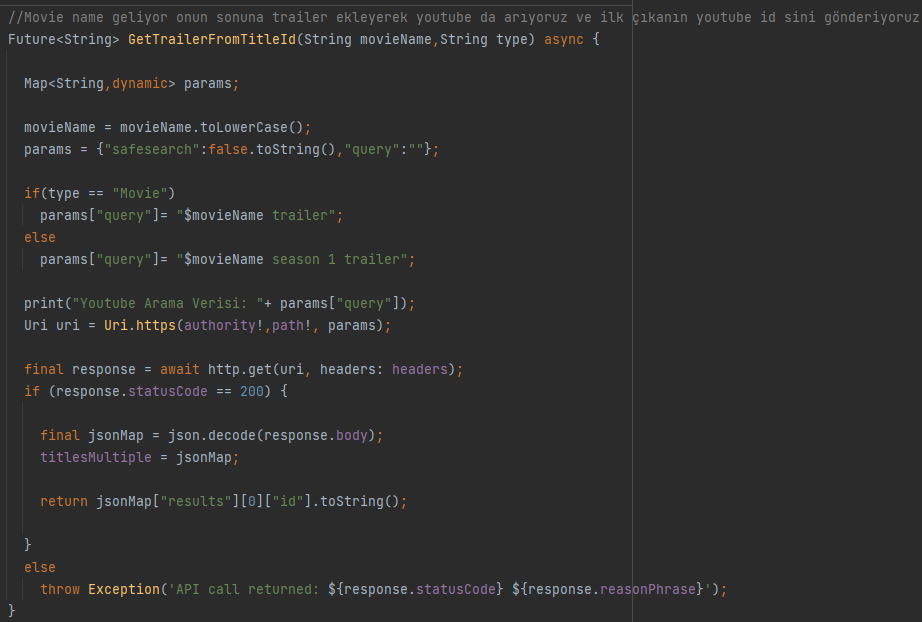 //Movie name geliyor onun sonuna trailer ekleyerek youtube da arıyoruz ve ilk çıkanın youtube id sini gönderiyoruz
Future<String> GetTrailerFromTitleId(String movieName,String type) async {
Map<String,dynamic> params;
movieName = movieName.toLowerCase();
params = {"safesearch":false.toString(),"query":""};
if(type == "Movie")
params["query"]= "$movieName trailer";
else
params["query"]= "$movieName season 1 trailer";
print("Youtube Arama Verisi: "+ params["query"]);
Uri uri = Uri.https(authority!,path!, params);
final response = await http.get(uri, headers: headers);
if (response.statusCode == 200) {
final jsonMap = json.decode(response.body);
titlesMultiple = jsonMap;
return jsonMap["results"][0]["id"].toString();
}
else
throw Exception('API call returned: ${response.statusCode} ${response.reasonPhrase}');
}